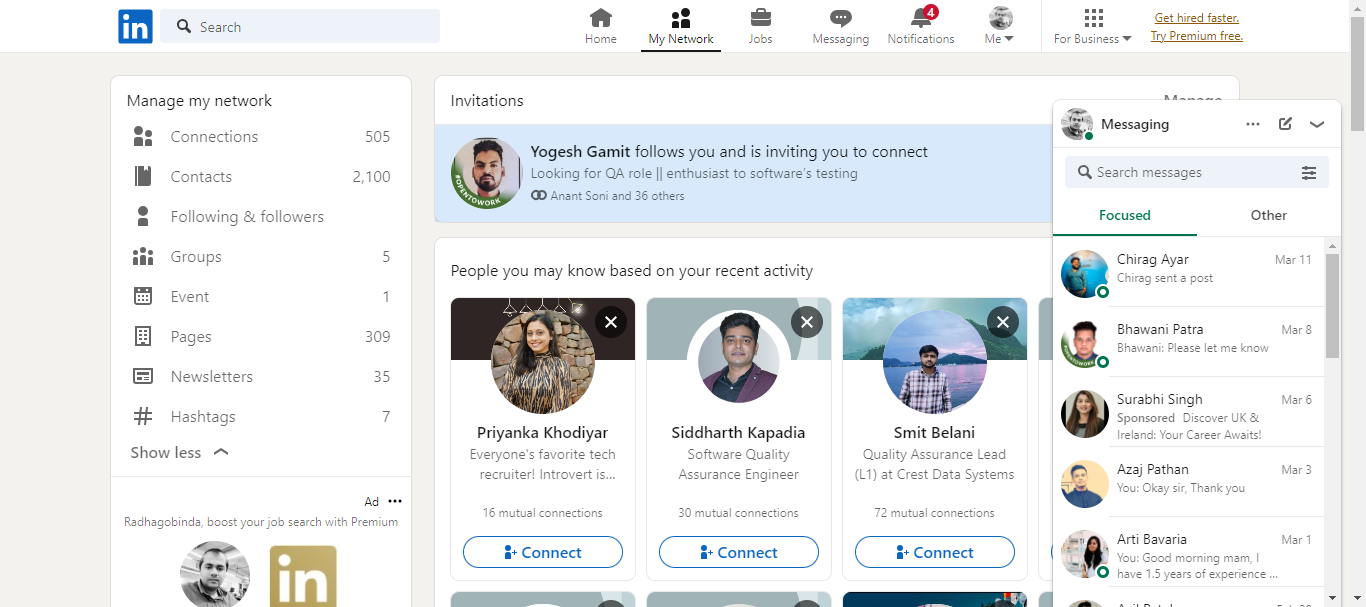 in
Search
Home
My Network
Jobs
Messaging
4
Notifications
Me
For Business
Get hired faster.
Try Premium free.
Manage my network
Connections 505
Contacts 2,100
Following & followers
Groups 5
Event 1
Pages 309
Newsletters 35
Hashtags 7
Show less
Ad
Radhagobinda, boost your job search with Premium
in
Invitations
Manage
Yogesh Gamit follows you and is inviting you to connect
Looking for QA role || enthusiast to software's testing
Anant Soni and 36 others
#OPENTOWORK
People you may know based on your recent activity
Priyanka Khodiyar
Everyone's favorite tech
recruiter! Introvert is...
16 mutual connections
Connect
Siddharth Kapadia
Software Quality
Assurance Engineer
30 mutual connections
Connect
Smit Belani
Quality Assurance Lead
(L1) at Crest Data Systems
72 mutual connections
Connect
Messaging
Search messages
Focused
Other
Chirag Ayar Mar 11
Chirag sent a post
Bhawani Patra Mar 8
Bhawani: Please let me know
Surabhi Singh Mar 6
Sponsored Discover UK &
Ireland: Your Career Awaits!
Azaj Pathan Mar 3
You: Okay sir, Thank you
Arti Bavaria Mar 1
You: Good morning mam, I
have 1.5 years of experience ...